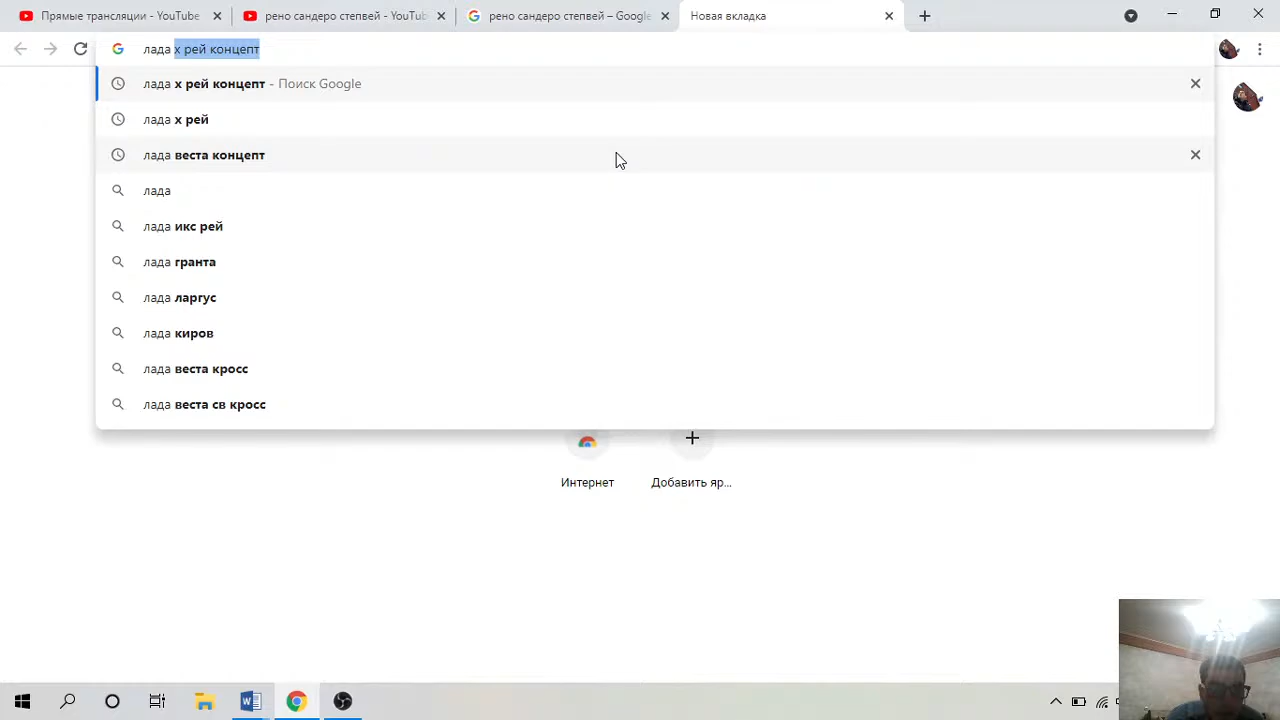 Прямые трансляции - YouTube
рено сандеро степвей - YouTub
рено сандеро степвей – Google
Новая вкладка
лада х рей концепт
лада х рей концепт - Поиск Google
лада х рей
лада веста концепт
лада
лада икс рей
лада гранта
лада ларгус
лада киров
лада веста кросс
лада веста св кросс
Интернет
Добавить яр...